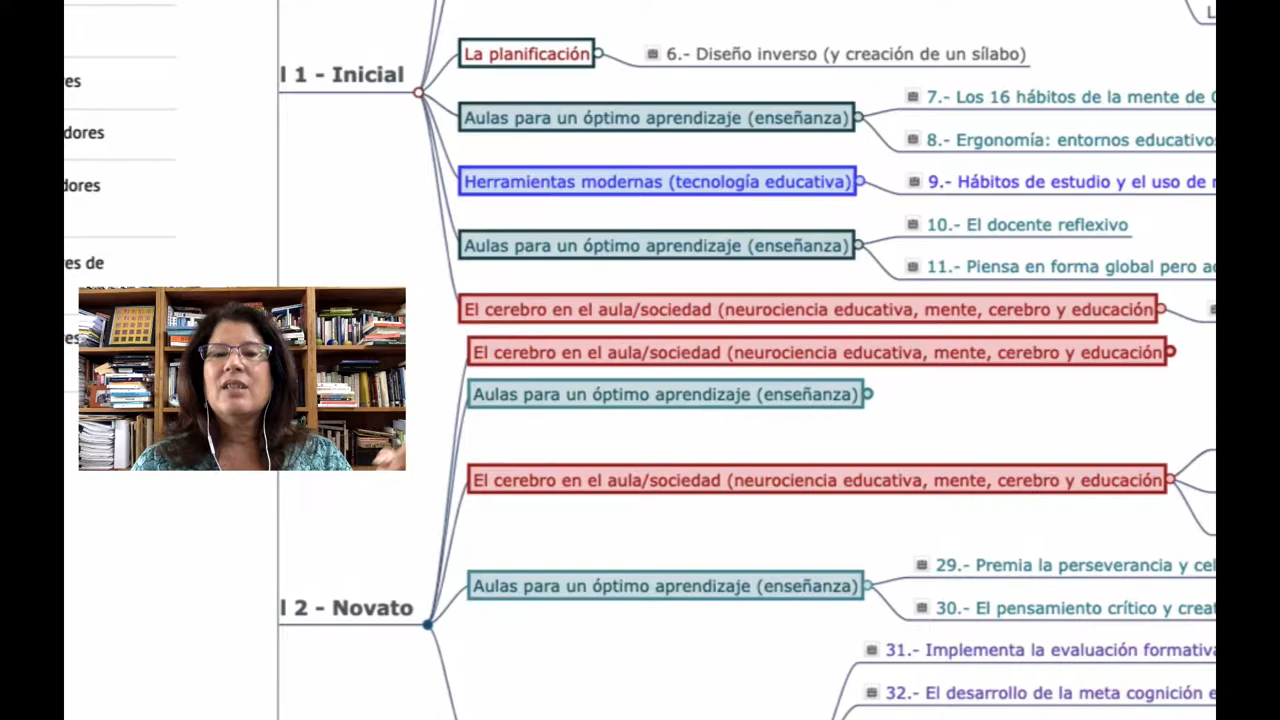 L
La planificación
6.- Diseño inverso (y creación de un sílabo)
l 1 - Inicial
es
7.- Los 16 hábitos de la mente de
Aulas para un óptimo aprendizaje (enseñanza)
dores
8.- Ergonomía: entornos educativos
Herramientas modernas (tecnología educativa)
9.- Hábitos de estudio y el uso de
dores
10.- El docente reflexivo
Aulas para un óptimo aprendizaje (enseñanza)
es de
11.- Piensa en forma global pero
El cerebro en el aula/sociedad (neurociencia educativa, mente, cerebro y educación
es
El cerebro en el aula/sociedad (neurociencia educativa, mente, cerebro y educación
Aulas para un óptimo aprendizaje (enseñanza)
El cerebro en el aula/sociedad (neurociencia educativa, mente, cerebro y educación
29.- Premia la perseverancia y cel
Aulas para un óptimo aprendizaje (enseñanza)
l 2 - Novato
30.- El pensamiento crítico y creat
31.- Implementa la evaluación formativa
32.- El desarrollo de la meta cognición e